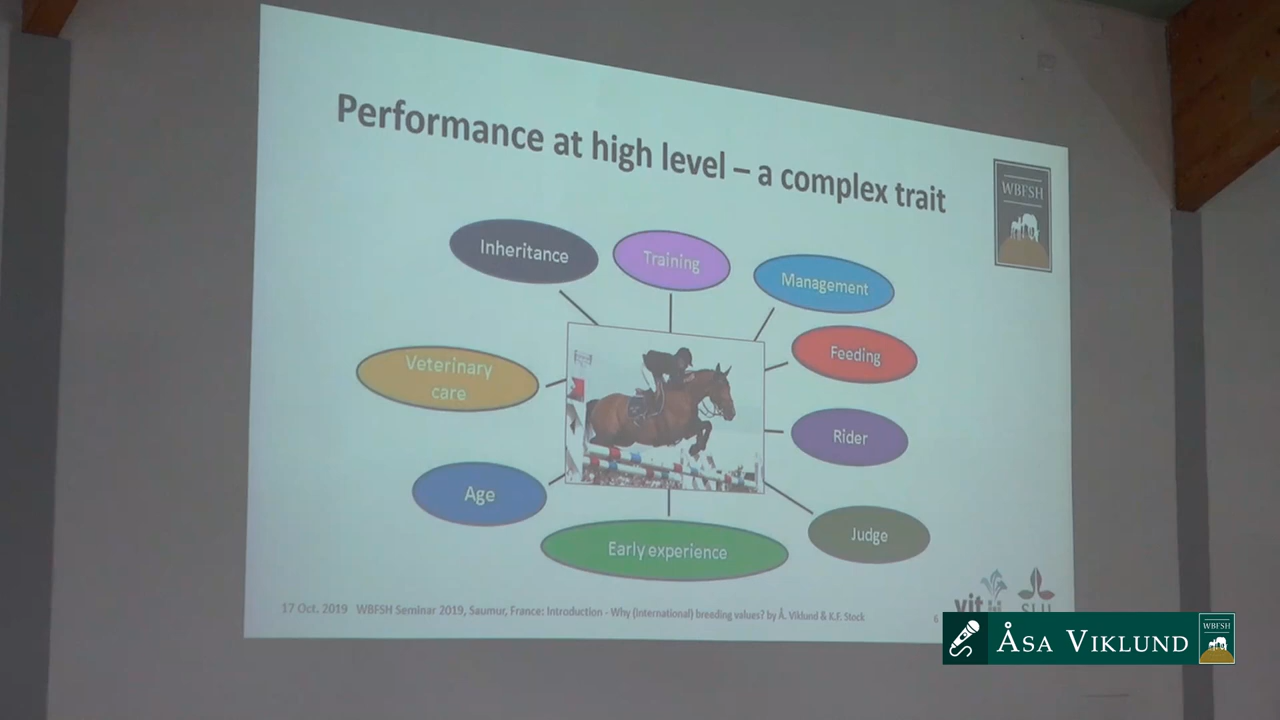 Performance at high level – a complex trait
WBFSH
Inheritance
Training
Management
Feeding
Veterinary
care
Rider
Age
Judge
Early experience
17 Oct. 2019 WBFSH Seminar 2019, Saumur, France: Introduction - Why (international) breeding values? by Å. Viklund & K.F. Stock
6
vit
SLU
ÅSA VIKLUND
WBFSH